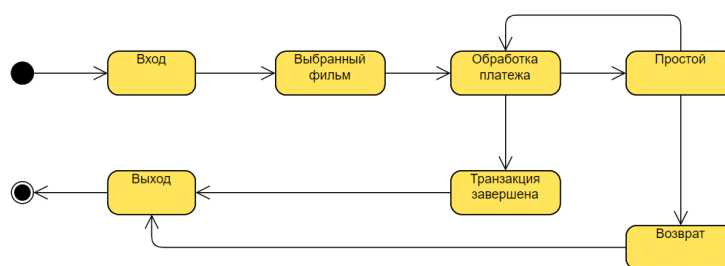 Вход
Выбранный
фильм
Обработка
платежа
Простой
Выход
Транзакция
завершена
Возврат